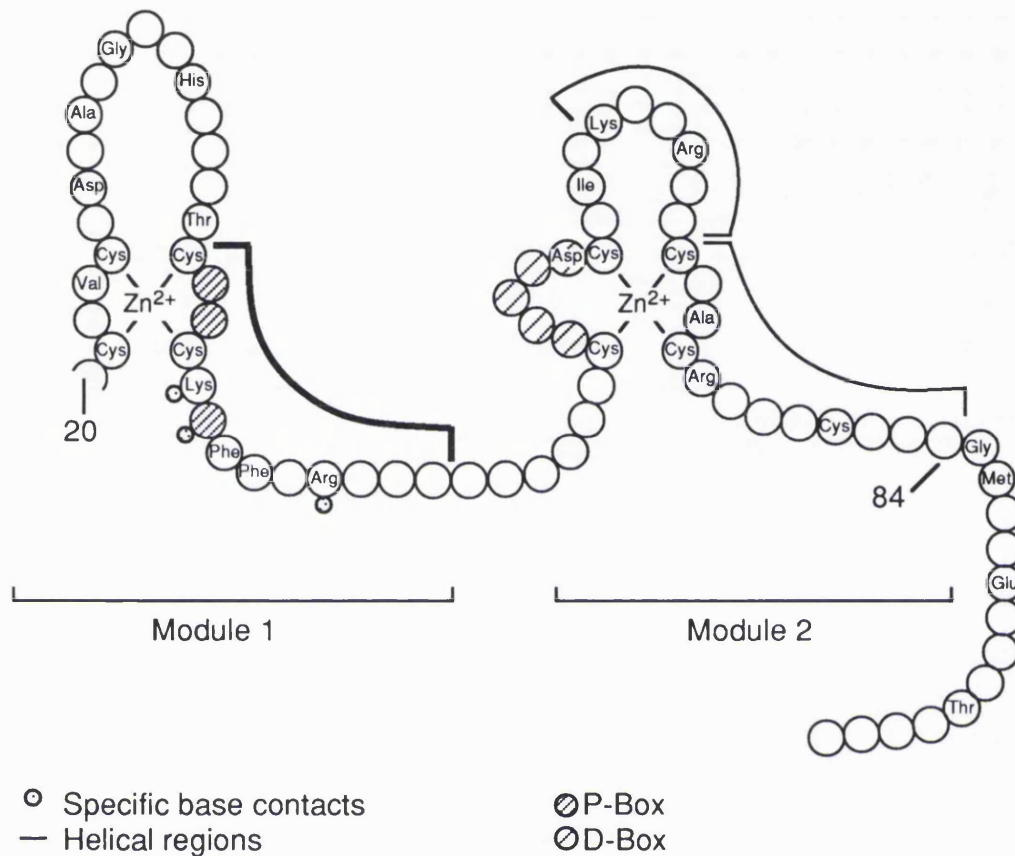 Gly
His
Ala
Asp
Thr
Cys
Cys
Val
Zn2+
Cys
Cys
Lys
20
Phe
Phe
Arg
Lys
Arg
Ile
Asp
Cys
Cys
Zn2+
Ala
Cys
Cys
Arg
Cys
Gly
84
Met
Glu
Thr
Module 1
Module 2
Specific base contacts
P-Box
Helical regions
D-Box